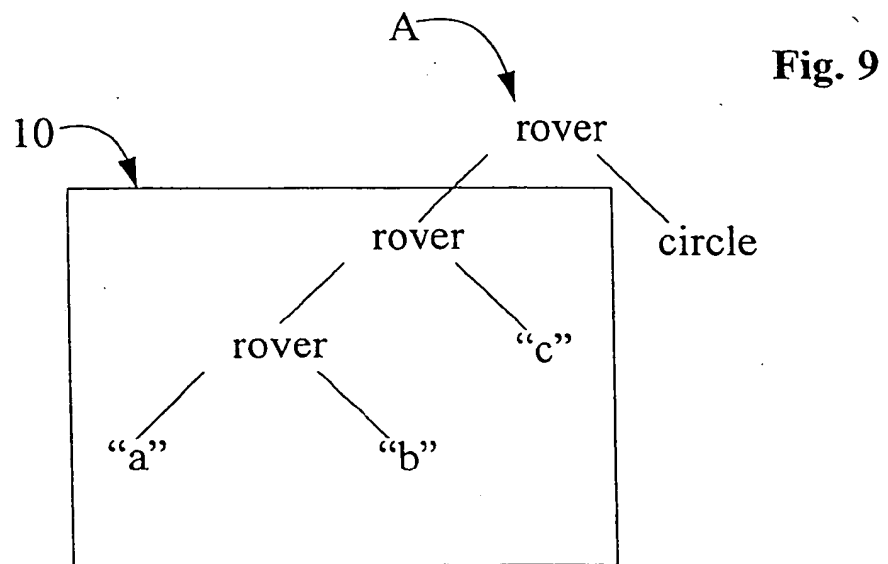 A
Fig. 9
10
rover
rover
circle
rover
“c”
“a”
“b”